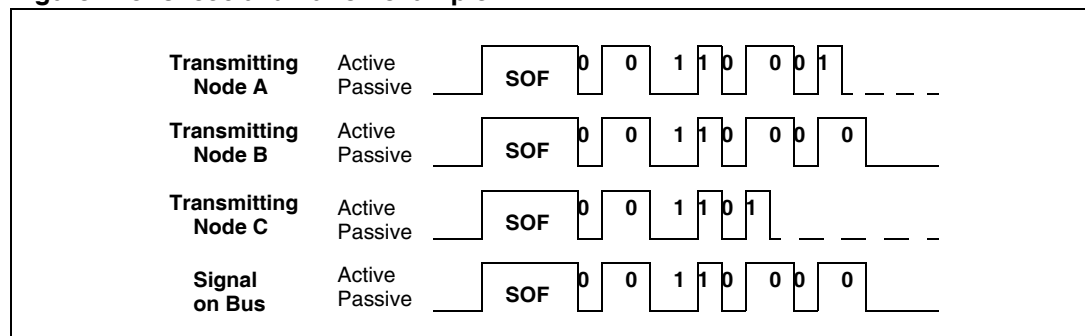 Transmitting Active
Node A Passive SOF 0 0 1 1 0 0 0 1
Transmitting Active
Node B Passive SOF 0 0 1 1 0 0 0 0
Transmitting Active
Node C Passive SOF 0 0 1 1 0 1
Signal Active
on Bus Passive SOF 0 0 1 1 0 0 0 0